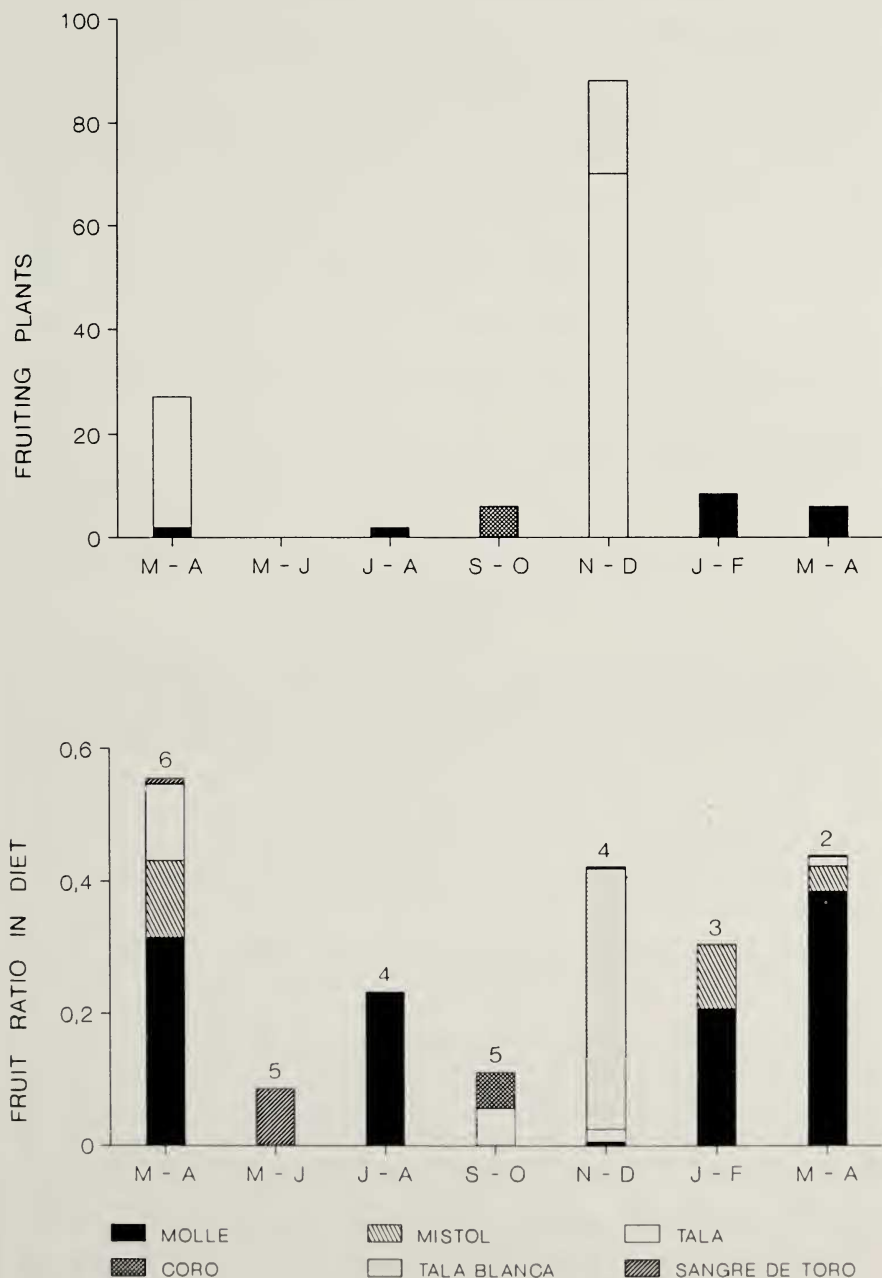 100
80
60
40
20
0
FRUITING PLANTS
M - A M - J J - A S - O N - D J - F M - A
0,6
0,4
0,2
0
FRUIT RATIO IN DIET
6
5
4
5
4
3
2
M - A M - J J - A S - O N - D J - F M - A
MOLLE MISTOL TALA
CORO TALA BLANCA SANGRE DE TORO